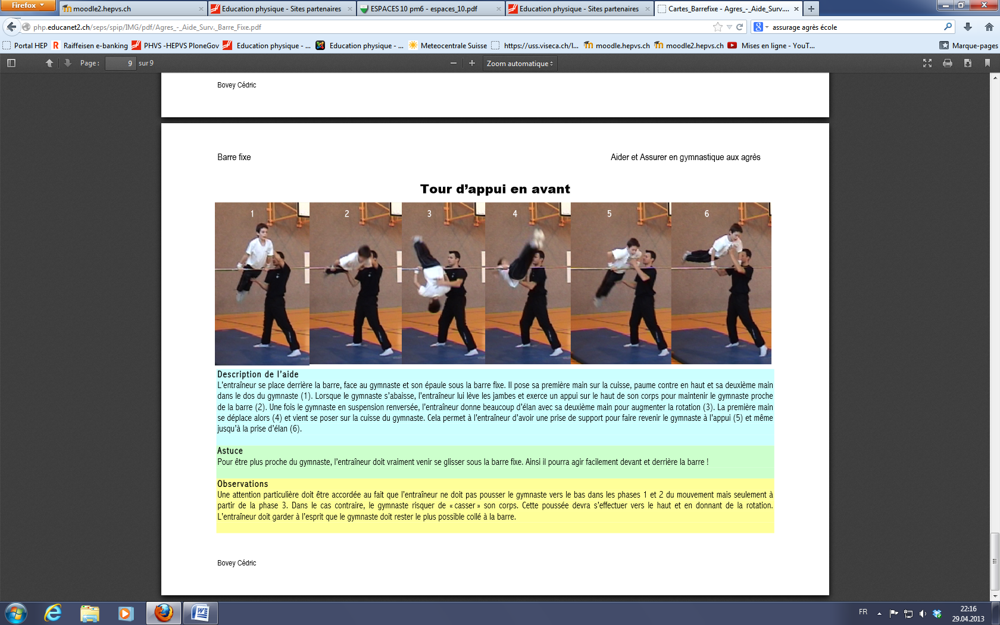 Firefox
moodle2.hepvs.ch
Education physique - Sites partenaires
ESPACES 10 pm6 - espaces_10.pdf
Education physique - Sites partenaires
Cartes_Barrefixe - Agres_-_Aide_Surv....
php.educanet2.ch/seps/spip/IMG/pdf/Agres_-_Aide_Surv._Barre_Fixe.pdf
assurage agrès école
Portal HEP
Raiffeisen e-banking
PHVS -HEPVS PloneGov
Education physique - ...
Education physique - ...
Meteocentrale Suisse
https://uss.viseca.ch/I...
moodle.hepvs.ch
moodle2.hepvs.ch
Mises en ligne - YouT...
Marque-pages
Page : 9 sur 9
Zoom automatique
Bovey Cédric
Barre fixe
Aider et Assurer en gymnastique aux agrès
Tour d'appui en avant
1 2 3 4 5 6
Description de l'aide
L'entraîneur se place derrière la barre, face au gymnaste et son épaule sous la barre fixe. Il pose sa première main sur la cuisse, paume contre en haut et sa deuxième main
dans le dos du gymnaste (1). Lorsque le gymnaste s'abaisse, l'entraîneur lui lève les jambes et exerce un appui sur le haut de son corps pour maintenir le gymnaste proche
de la barre (2). Une fois le gymnaste en suspension renversée, l'entraîneur donne beaucoup d'élan avec sa deuxième main pour augmenter la rotation (3). La première main
se déplace alors (4) et vient se poser sur la cuisse du gymnaste. Cela permet à l'entraîneur d'avoir une prise de support pour faire revenir le gymnaste à l'appui (5) et même
jusqu'à la prise d'élan (6).
Astuce
Pour être plus proche du gymnaste, l'entraîneur doit vraiment venir se glisser sous la barre fixe. Ainsi il pourra agir facilement devant et derrière la barre !
Observations
Une attention particulière doit être accordée au fait que l'entraîneur ne doit pas pousser le gymnaste vers le bas dans les phases 1 et 2 du mouvement mais seulement à
partir de la phase 3. Dans le cas contraire, le gymnaste risquer de « casser » son corps. Cette poussée devra s'effectuer vers le haut et en donnant de la rotation.
L'entraîneur doit garder à l'esprit que le gymnaste doit rester le plus possible collé à la barre.
Bovey Cédric
FR
22:16
29.04.2013